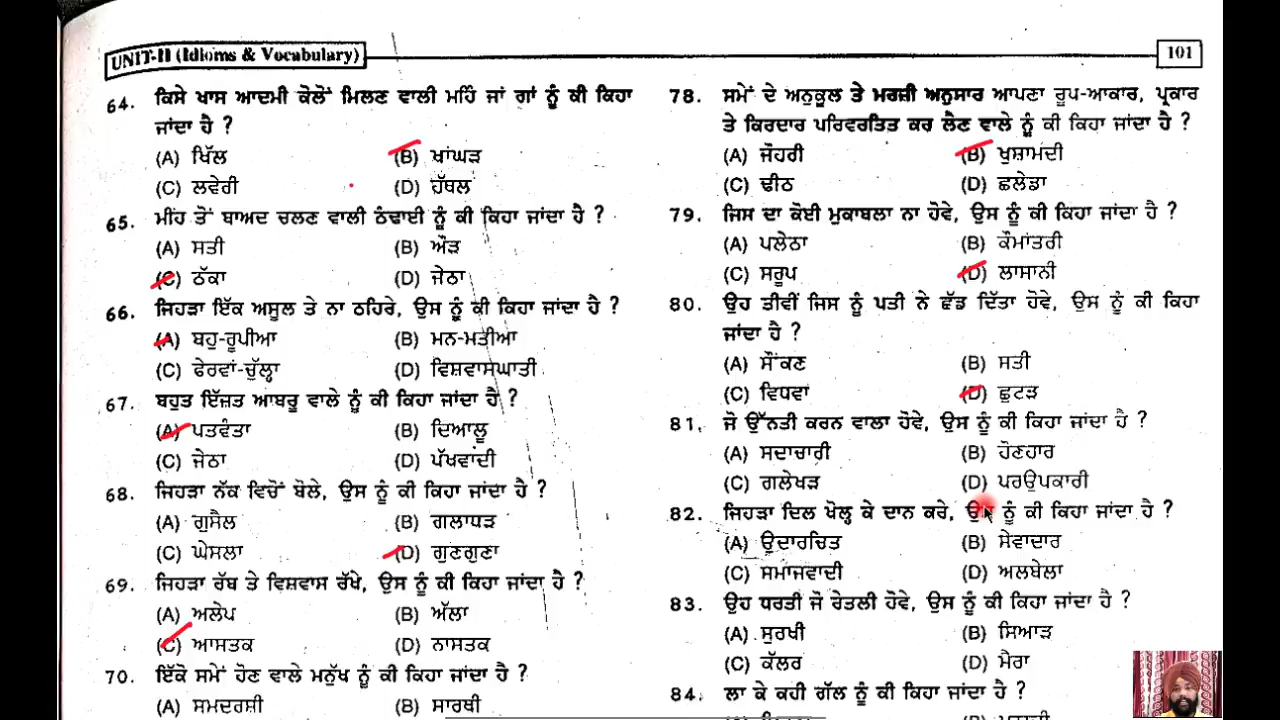 UNIT-II (Idioms & Vocabulary)
101
64. ਕਿਸੇ ਖਾਸ ਆਦਮੀ ਕੋਲੋਂ ਮਿਲਣ ਵਾਲੀ ਮਹਿੰ ਜਾਂ ਗਾਂ ਨੂੰ ਕੀ ਕਿਹਾ
ਜਾਂਦਾ ਹੈ ?
(A) ਖਿੱਲ (B) ਖਾਂਘੜ
(C) ਲਵੇਰੀ (D) ਹੱਥਲ
65. ਮੀਂਹ ਤੋਂ ਬਾਅਦ ਚਲਣ ਵਾਲੀ ਠੰਢਾਈ ਨੂੰ ਕੀ ਕਿਹਾ ਜਾਂਦਾ ਹੈ ?
(A) ਸਤੀ (B) ਔੜ
(C) ਠੱਕਾ (D) ਜੇਠਾ
66. ਜਿਹੜਾ ਇੱਕ ਅਸੂਲ ਤੇ ਨਾ ਠਹਿਰੇ, ਉਸ ਨੂੰ ਕੀ ਕਿਹਾ ਜਾਂਦਾ ਹੈ ?
(A) ਬਹੁ-ਰੂਪੀਆ (B) ਮਨ-ਮਤੀਆ
(C) ਫੇਰਵਾਂ-ਚੁੱਲ੍ਹਾ (D) ਵਿਸ਼ਵਾਸਘਾਤੀ
67. ਬਹੁਤ ਇੱਜ਼ਤ ਆਬਰੂ ਵਾਲੇ ਨੂੰ ਕੀ ਕਿਹਾ ਜਾਂਦਾ ਹੈ ?
(A) ਪਤਵੰਤਾ (B) ਦਿਆਲੂ
(C) ਜੇਠਾ (D) ਪੱਖਵਾਂਦੀ
68. ਜਿਹੜਾ ਨੱਕ ਵਿਚੋਂ ਬੋਲੇ, ਉਸ ਨੂੰ ਕੀ ਕਿਹਾ ਜਾਂਦਾ ਹੈ ?
(A) ਗੁਸੈਲ (B) ਗਲਾਧੜ
(C) ਘੇਸਲਾ (D) ਗੁਣਗੁਣਾ
69. ਜਿਹੜਾ ਰੱਬ ਤੇ ਵਿਸ਼ਵਾਸ ਰੱਖੇ, ਉਸ ਨੂੰ ਕੀ ਕਿਹਾ ਜਾਂਦਾ ਹੈ ?
(A) ਅਲੇਪ (B) ਅੱਲਾ
(C) ਆਸਤਕ (D) ਨਾਸਤਕ
70. ਇੱਕੋ ਸਮੇਂ ਹੋਣ ਵਾਲੇ ਮਨੁੱਖ ਨੂੰ ਕੀ ਕਿਹਾ ਜਾਂਦਾ ਹੈ ?
(A) ਸਮਦਰਸ਼ੀ (B) ਸਾਰਥੀ
78. ਸਮੇਂ ਦੇ ਅਨੁਕੂਲ ਤੇ ਮਰਜ਼ੀ ਅਨੁਸਾਰ ਆਪਣਾ ਰੂਪ-ਆਕਾਰ, ਪ੍ਰਕਾਰ
ਤੇ ਕਿਰਦਾਰ ਪਰਿਵਰਤਿਤ ਕਰ ਲੈਣ ਵਾਲੇ ਨੂੰ ਕੀ ਕਿਹਾ ਜਾਂਦਾ ਹੈ ?
(A) ਜੌਹਰੀ (B) ਖੁਸ਼ਾਮਦੀ
(C) ਢੀਠ (D) ਛਲੇਡਾ
79. ਜਿਸ ਦਾ ਕੋਈ ਮੁਕਾਬਲਾ ਨਾ ਹੋਵੇ, ਉਸ ਨੂੰ ਕੀ ਕਿਹਾ ਜਾਂਦਾ ਹੈ ?
(A) ਪਲੇਠਾ (B) ਕੌਮਾਂਤਰੀ
(C) ਸਰੂਪ (D) ਲਾਸਾਨੀ
80. ਉਹ ਤੀਵੀਂ ਜਿਸ ਨੂੰ ਪਤੀ ਨੇ ਛੱਡ ਦਿੱਤਾ ਹੋਵੇ, ਉਸ ਨੂੰ ਕੀ ਕਿਹਾ
ਜਾਂਦਾ ਹੈ ?
(A) ਸੌਂਕਣ (B) ਸਤੀ
(C) ਵਿਧਵਾ (D) ਛੁਟੜ
81. ਜੋ ਉੱਨਤੀ ਕਰਨ ਵਾਲਾ ਹੋਵੇ, ਉਸ ਨੂੰ ਕੀ ਕਿਹਾ ਜਾਂਦਾ ਹੈ ?
(A) ਸਦਾਚਾਰੀ (B) ਹੋਣਹਾਰ
(C) ਗਲੇਖੜ (D) ਪਰਉਪਕਾਰੀ
82. ਜਿਹੜਾ ਦਿਲ ਖੋਲ੍ਹ ਕੇ ਦਾਨ ਕਰੇ, ਉਸ ਨੂੰ ਕੀ ਕਿਹਾ ਜਾਂਦਾ ਹੈ ?
(A) ਉਦਾਰਚਿਤ (B) ਸੇਵਾਦਾਰ
(C) ਸਮਾਜਵਾਦੀ (D) ਅਲਬੇਲਾ
83. ਉਹ ਧਰਤੀ ਜੋ ਰੇਤਲੀ ਹੋਵੇ, ਉਸ ਨੂੰ ਕੀ ਕਿਹਾ ਜਾਂਦਾ ਹੈ ?
(A) ਸੁਰਖੀ (B) ਸਿਆੜ
(C) ਕੱਲਰ (D) ਮੈਰਾ
84. ਲਾ ਕੇ ਕਹੀ ਗੱਲ ਨੂੰ ਕੀ ਕਿਹਾ ਜਾਂਦਾ ਹੈ ?